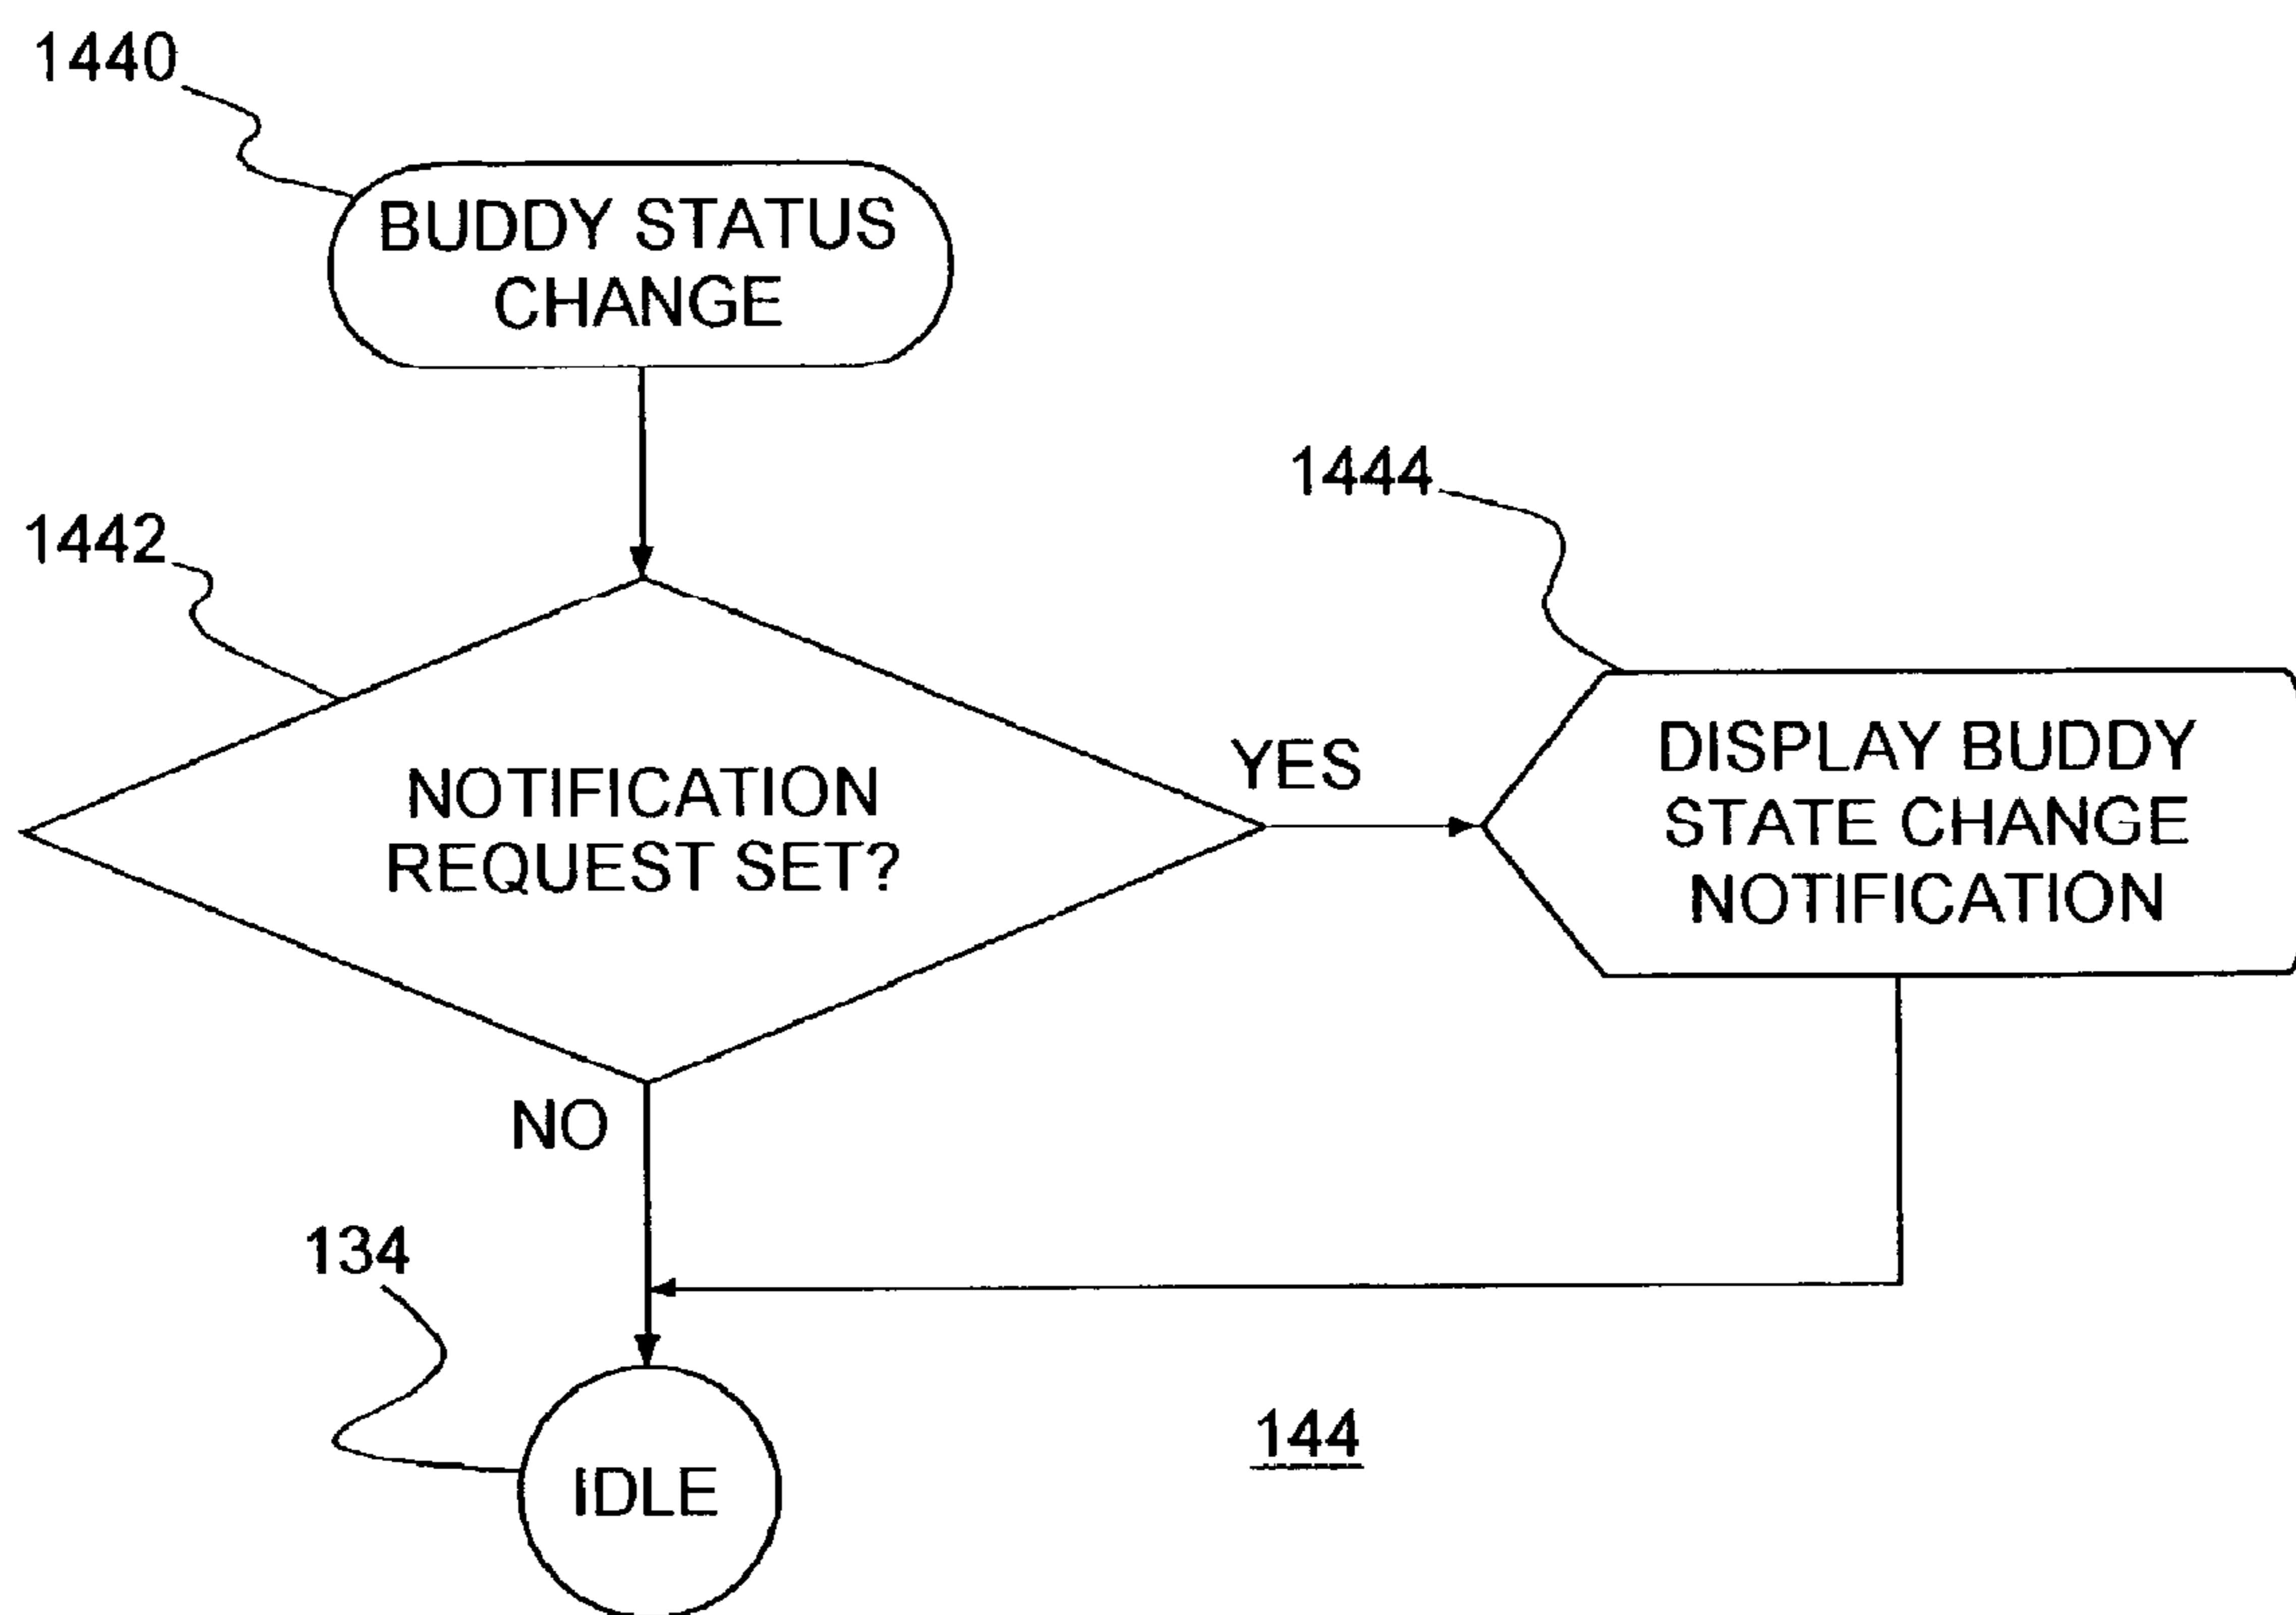 1440
BUDDY STATUS
CHANGE
1444
1442
NOTIFICATION
REQUEST SET?
YES
DISPLAY BUDDY
STATE CHANGE
NOTIFICATION
NO
134
IDLE
144